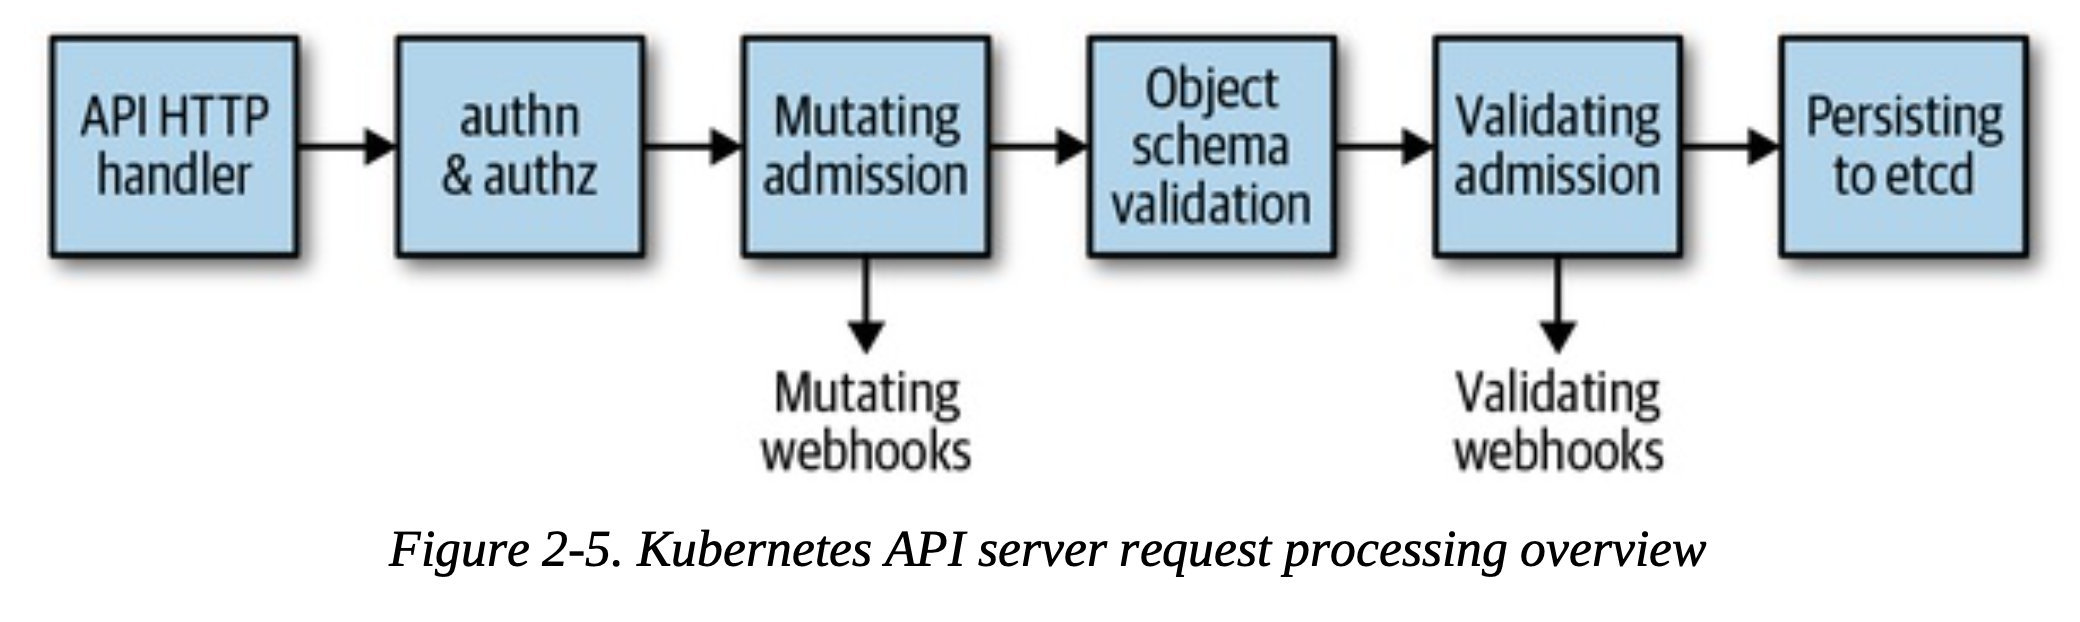 API HTTP
handler
authn
& authz
Mutating
admission
Object
schema
validation
Validating
admission
Persisting
to etcd
Mutating
webhooks
Validating
webhooks
Figure 2-5. Kubernetes API server request processing overview